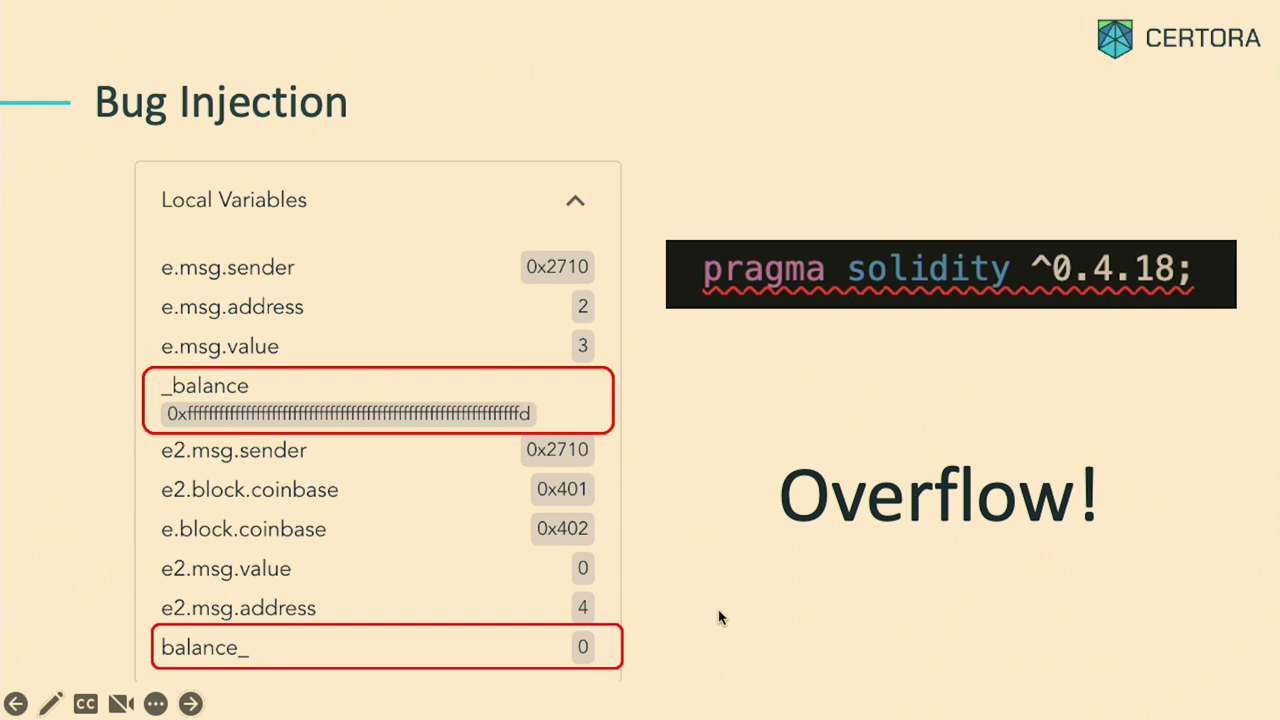 CERTORA
Bug Injection
Local Variables
e.msg.sender 0x2710
e.msg.address 2
e.msg.value 3
_balance
e2.msg.sender 0x2710
e2.block.coinbase 0x401
e.block.coinbase 0x402
e2.msg.value 0
e2.msg.address 4
balance_ 0
pragma solidity ^0.4.18;
Overflow!
CC